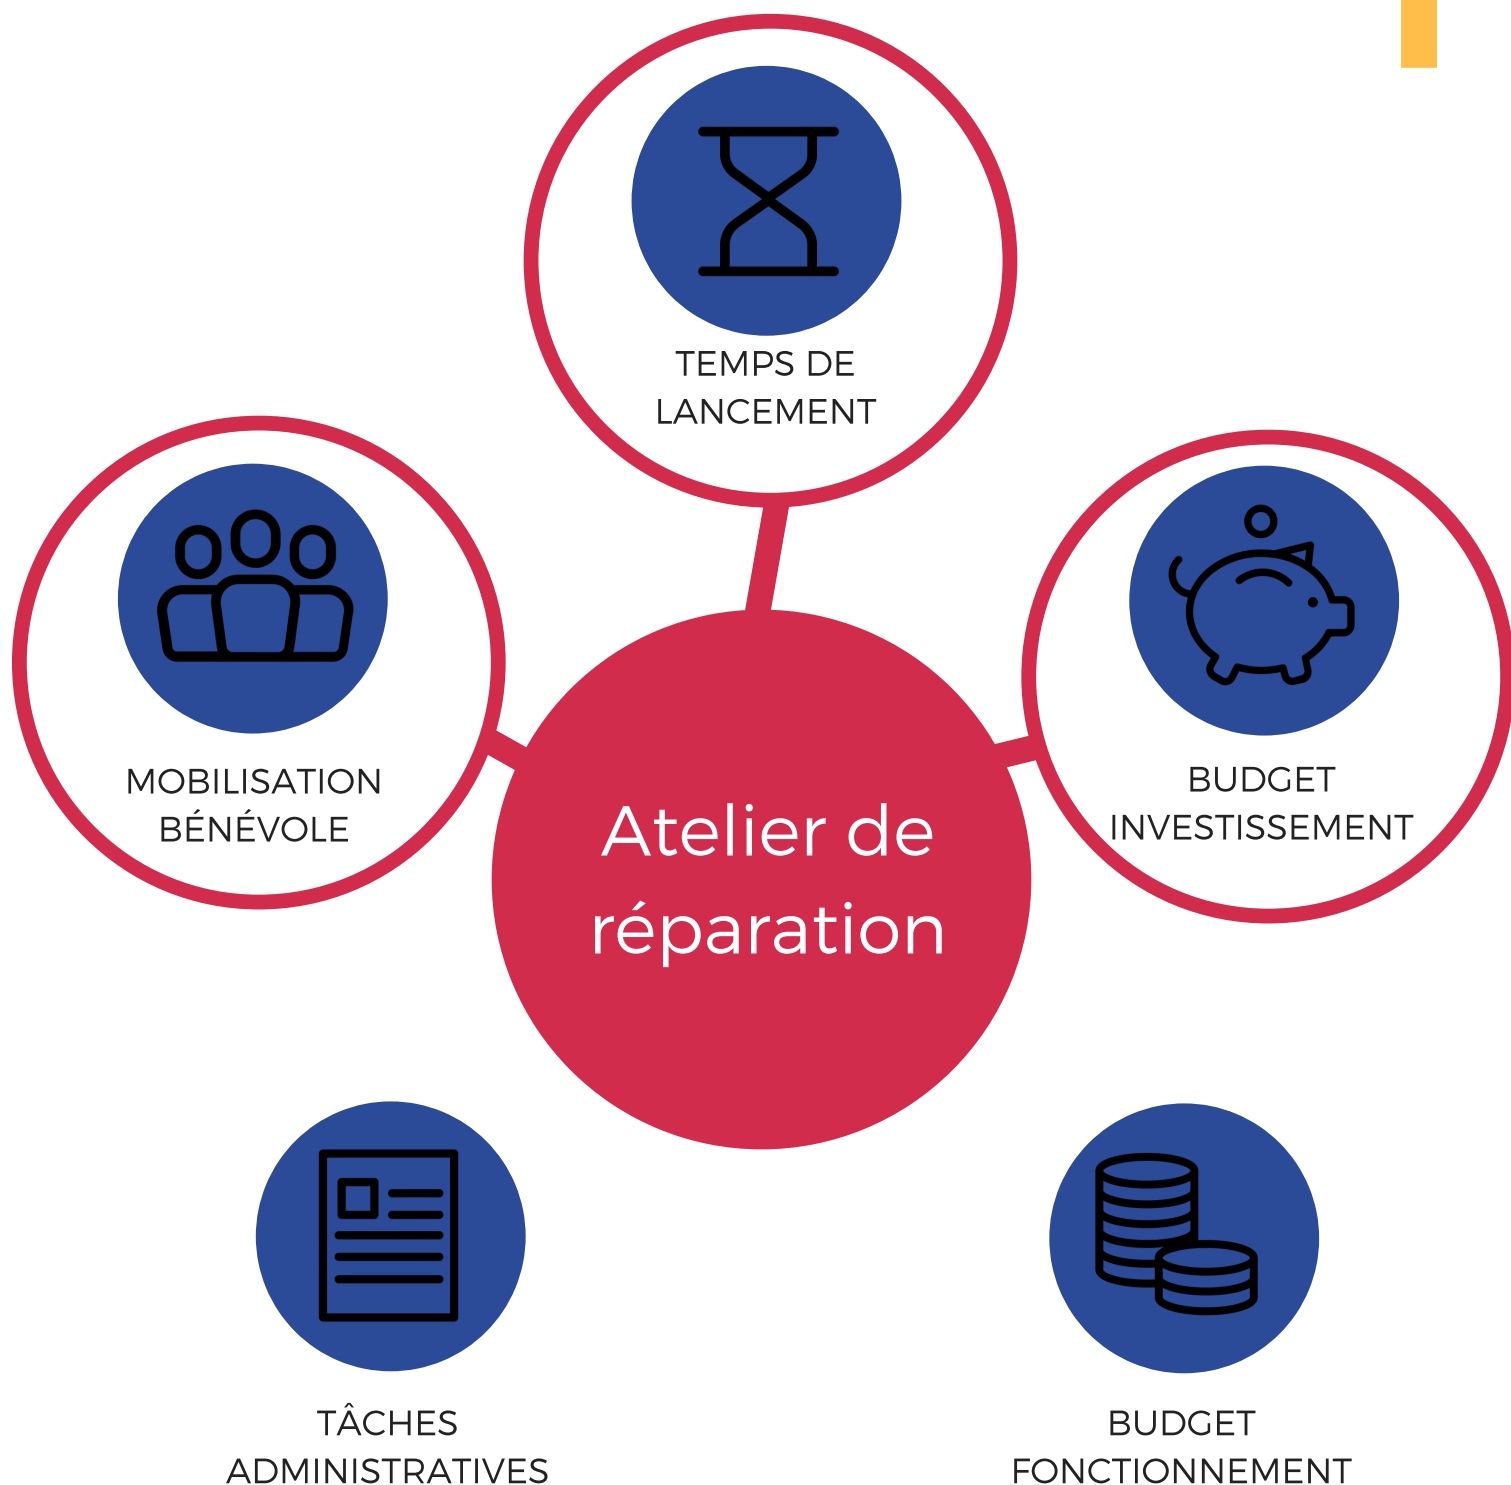 TEMPS DE
LANCEMENT
MOBILISATION
BÉNÉVOLE
BUDGET
INVESTISSEMENT
Atelier de
réparation
TÂCHES
ADMINISTRATIVES
BUDGET
FONCTIONNEMENT